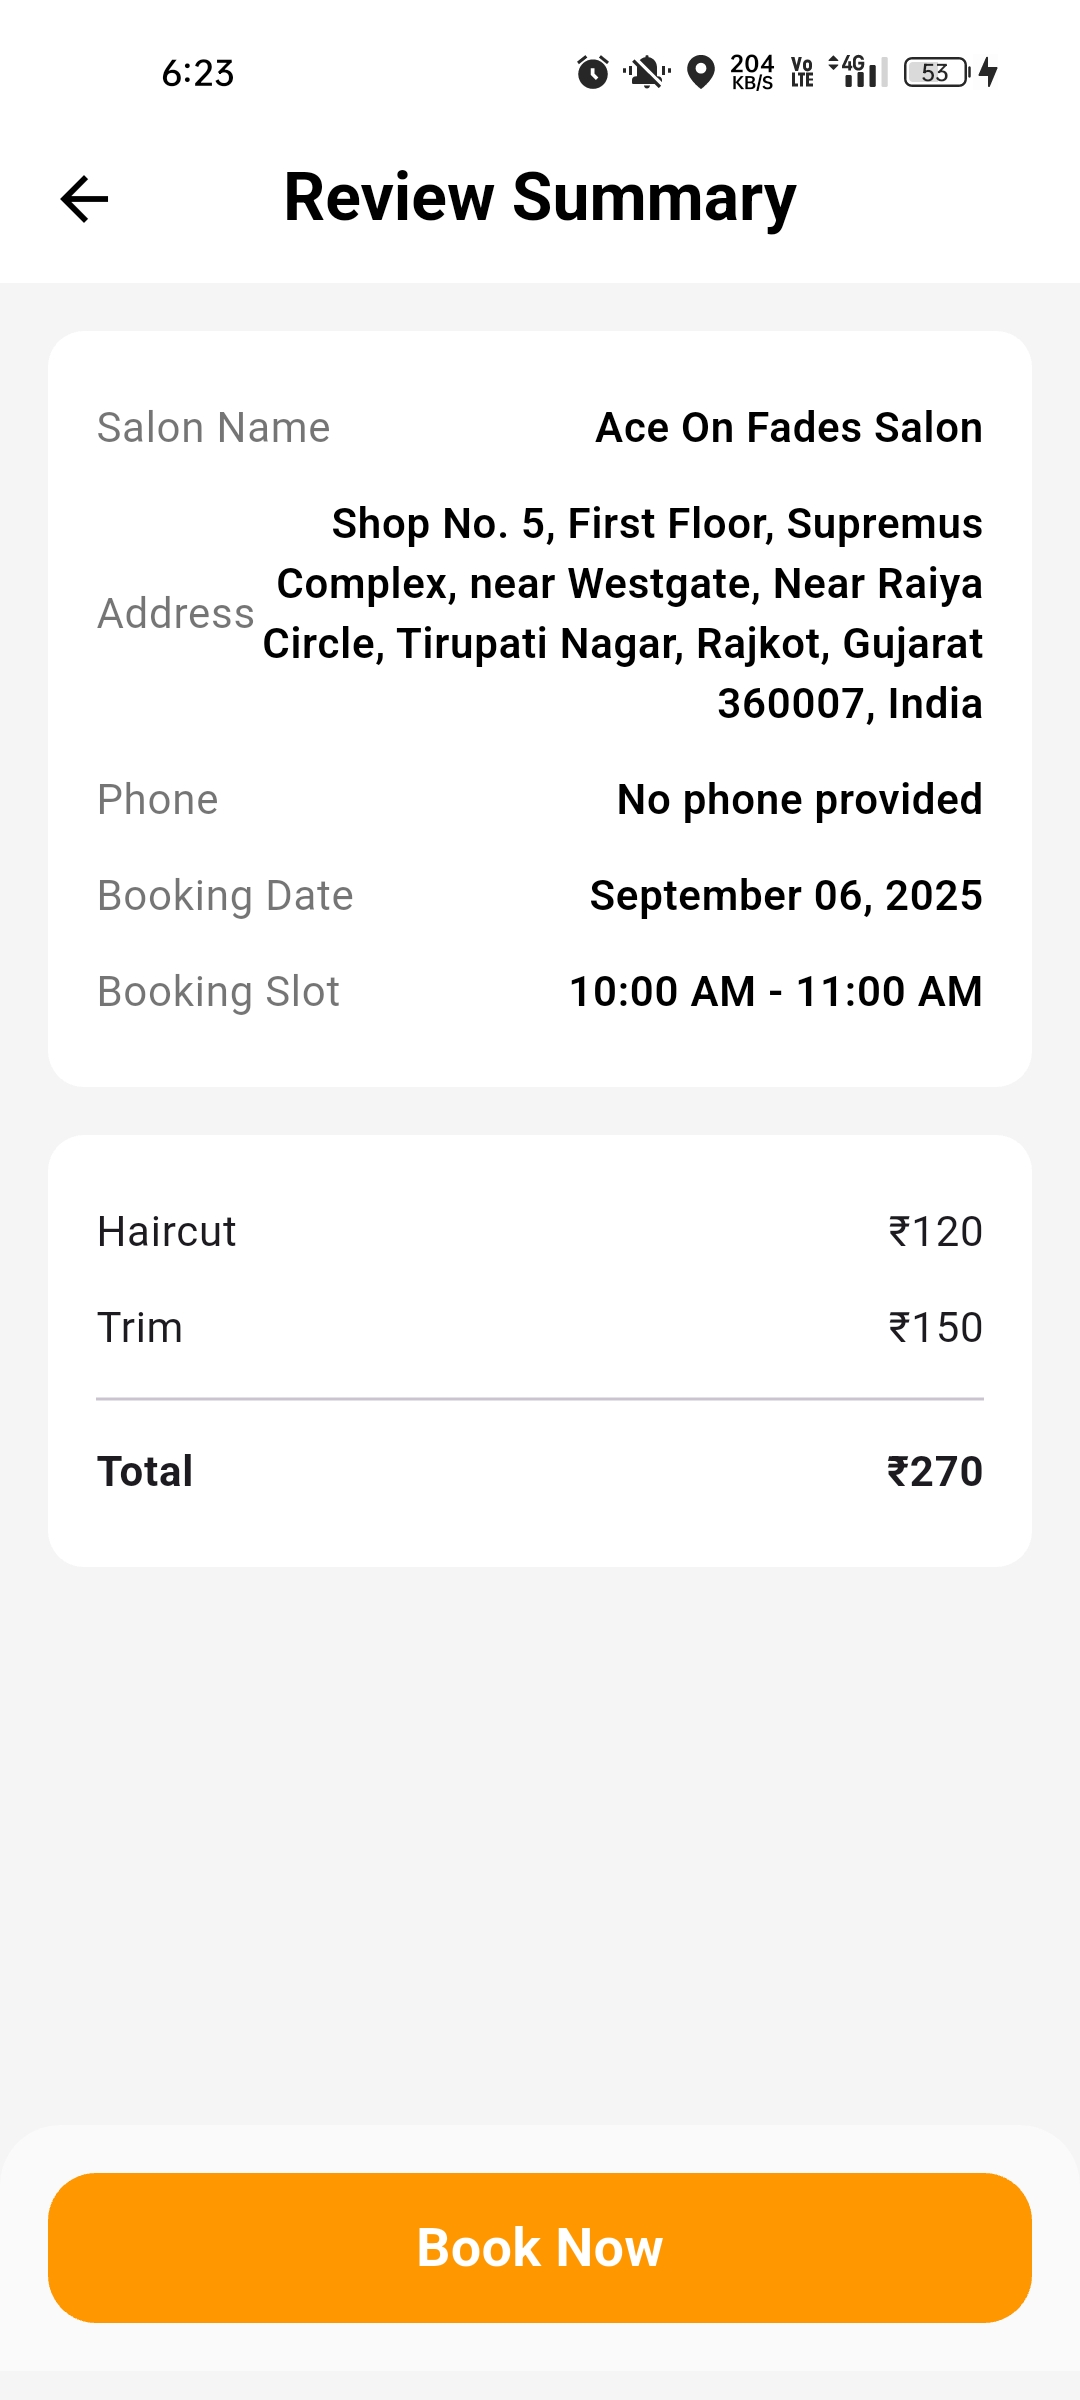 6:23
204
KB/S
Vo
LTE
4G
53
Review Summary
Salon Name
Ace On Fades Salon
Address
Shop No. 5, First Floor, Supremus
Complex, near Westgate, Near Raiya
Circle, Tirupati Nagar, Rajkot, Gujarat
360007, India
Phone
No phone provided
Booking Date
September 06, 2025
Booking Slot
10:00 AM - 11:00 AM
Haircut
₹120
Trim
₹150
Total
₹270
Book Now